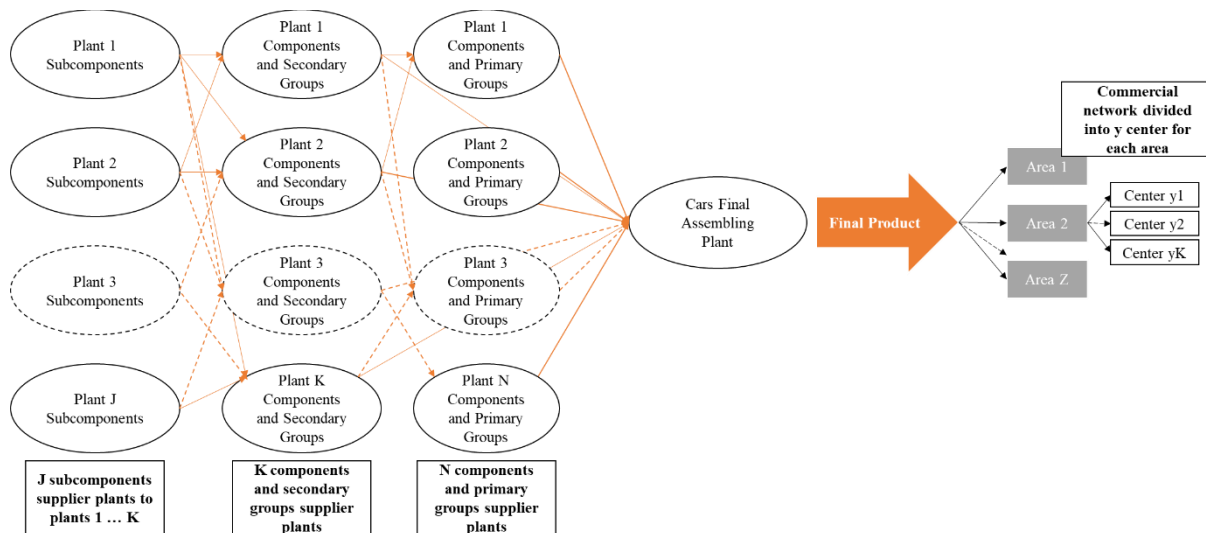 Plant 1
Subcomponents
Plant 2
Subcomponents
Plant 3
Subcomponents
Plant J
Subcomponents
J subcomponents
supplier plants to
plants 1 … K
Plant 1
Components
and Secondary
Groups
Plant 2
Components
and Secondary
Groups
Plant 3
Components
and Secondary
Groups
Plant K
Components
and Secondary
Groups
K components
and secondary
groups supplier
plants
Plant 1
Components
and Primary
Groups
Plant 2
Components
and Primary
Groups
Plant 3
Components
and Primary
Groups
Plant N
Components
and Primary
Groups
N components
and primary
groups supplier
plants
Cars Final
Assembling
Plant
Final Product
Commercial
network divided
into y center for
each area
Area 1
Area 2
Area Z
Center y1
Center y2
Center yK